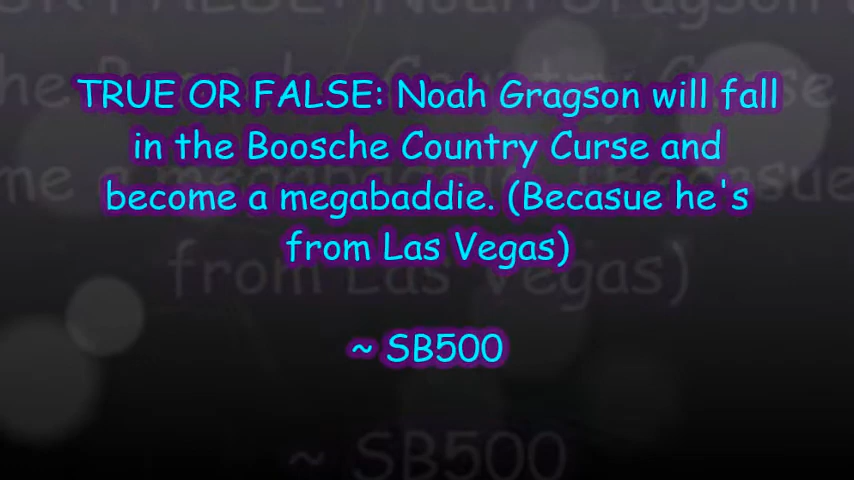 TRUE OR FALSE: Noah Gragson will fall
in the Boosche Country Curse and
become a megabaddie. (Becasue he's
from Las Vegas)
~ SB500